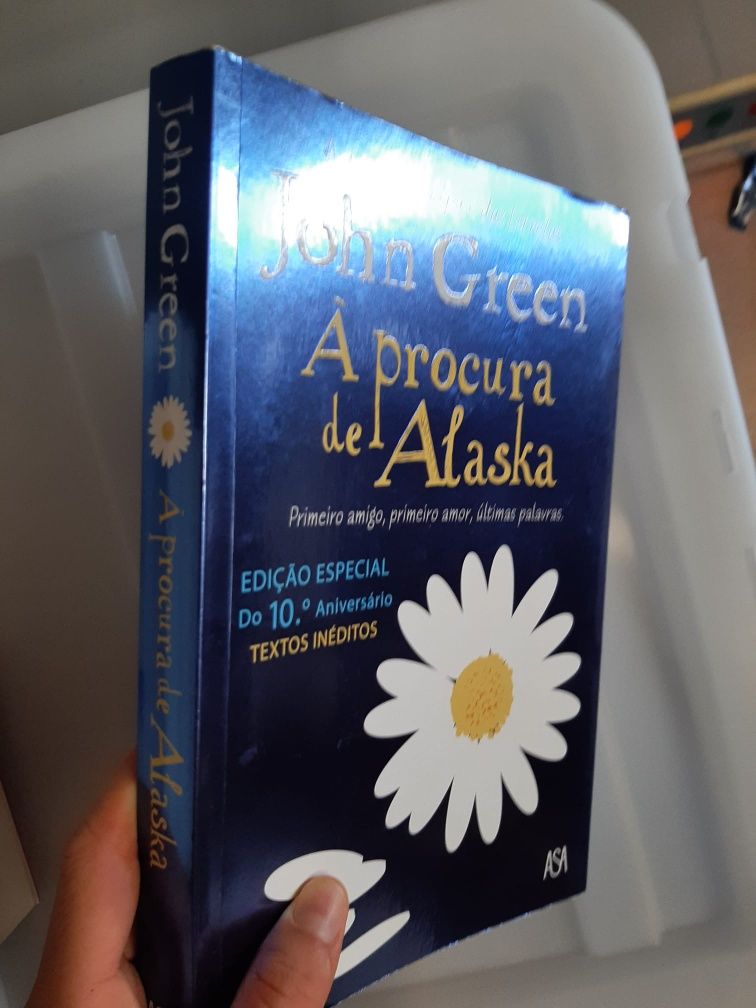 John Green À procura de Alaska
John Green
À procura
de Alaska
Primeiro amigo, primeiro amor, últimas palavras.
EDIÇÃO ESPECIAL
Do 10.º Aniversário
TEXTOS INÉDITOS
ASA